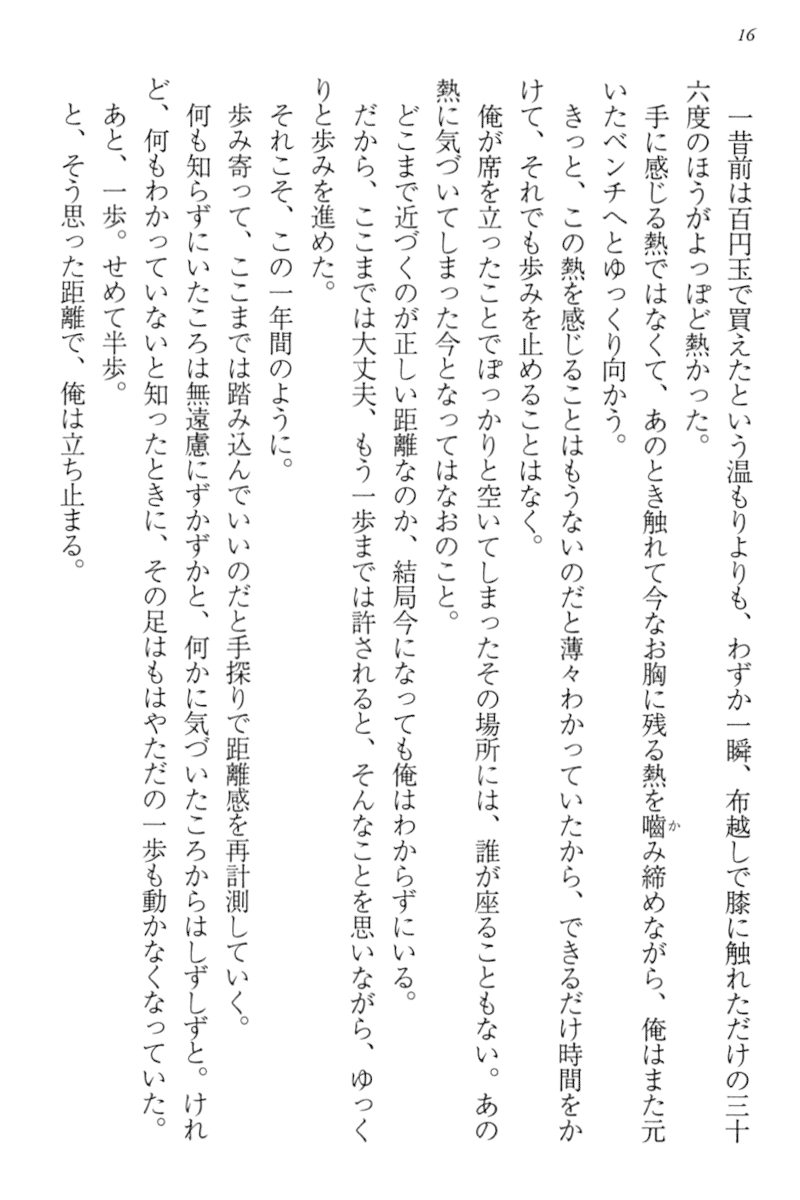 16
一昔前は百円玉で買えたという温もりよりも、わずか一瞬、布越しで膝に触れただけの三十
六度のほうがよっぽど熱かった。
手に感じる熱ではなくて、あのとき触れて今なお胸に残る熱を嚙み締めながら、俺はまた元
か
いたベンチへとゆっくり向かう。
きっと、この熱を感じることはもうないのだと薄々わかっていたから、できるだけ時間をか
けて、それでも歩みを止めることはなく。
俺が席を立ったことでぽっかりと空いてしまったその場所には、誰が座ることもない。あの
熱に気づいてしまった今となってはなおのこと。
どこまで近づくのが正しい距離なのか、結局今になっても俺はわからずにいる。
だから、ここまでは大丈夫、もう一歩までは許されると、そんなことを思いながら、ゆっく
りと歩みを進めた。
それこそ、この一年間のように。
歩み寄って、ここまでは踏み込んでいいのだと手探りで距離感を再計測していく。
何も知らずにいたころは無遠慮にずかずかと、何かに気づいたころからはしずしずと。けれ
ど、何もわかっていないと知ったときに、その足はもはやただの一歩も動かなくなっていた。
あと、一歩。せめて半歩。
と、そう思った距離で、俺は立ち止まる。